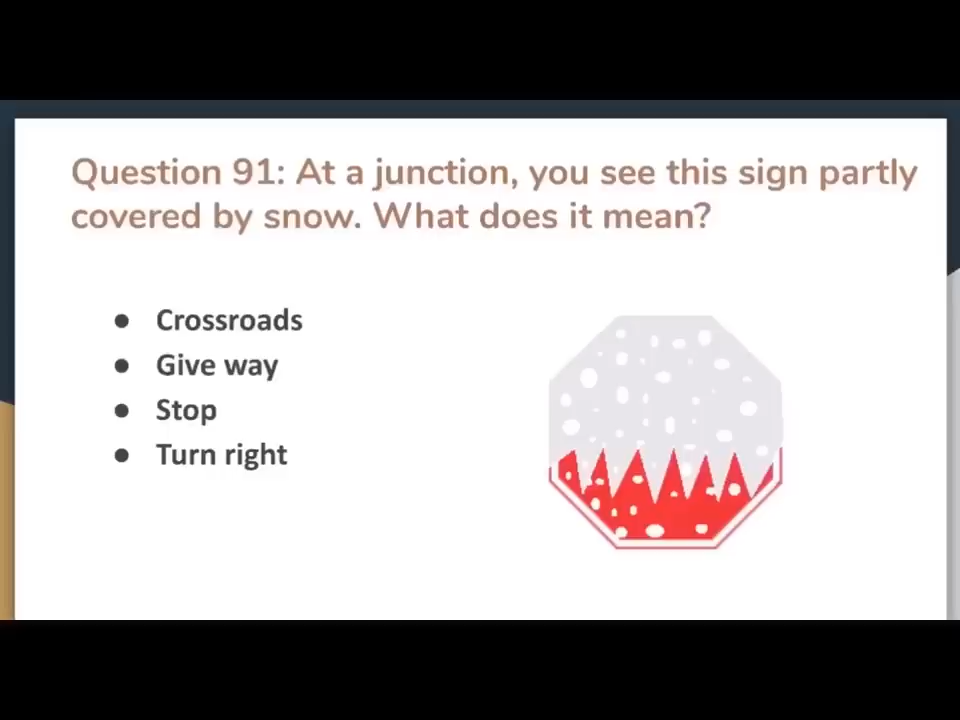 Question 91: At a junction, you see this sign partly
covered by snow. What does it mean?
● Crossroads
● Give way
● Stop
● Turn right